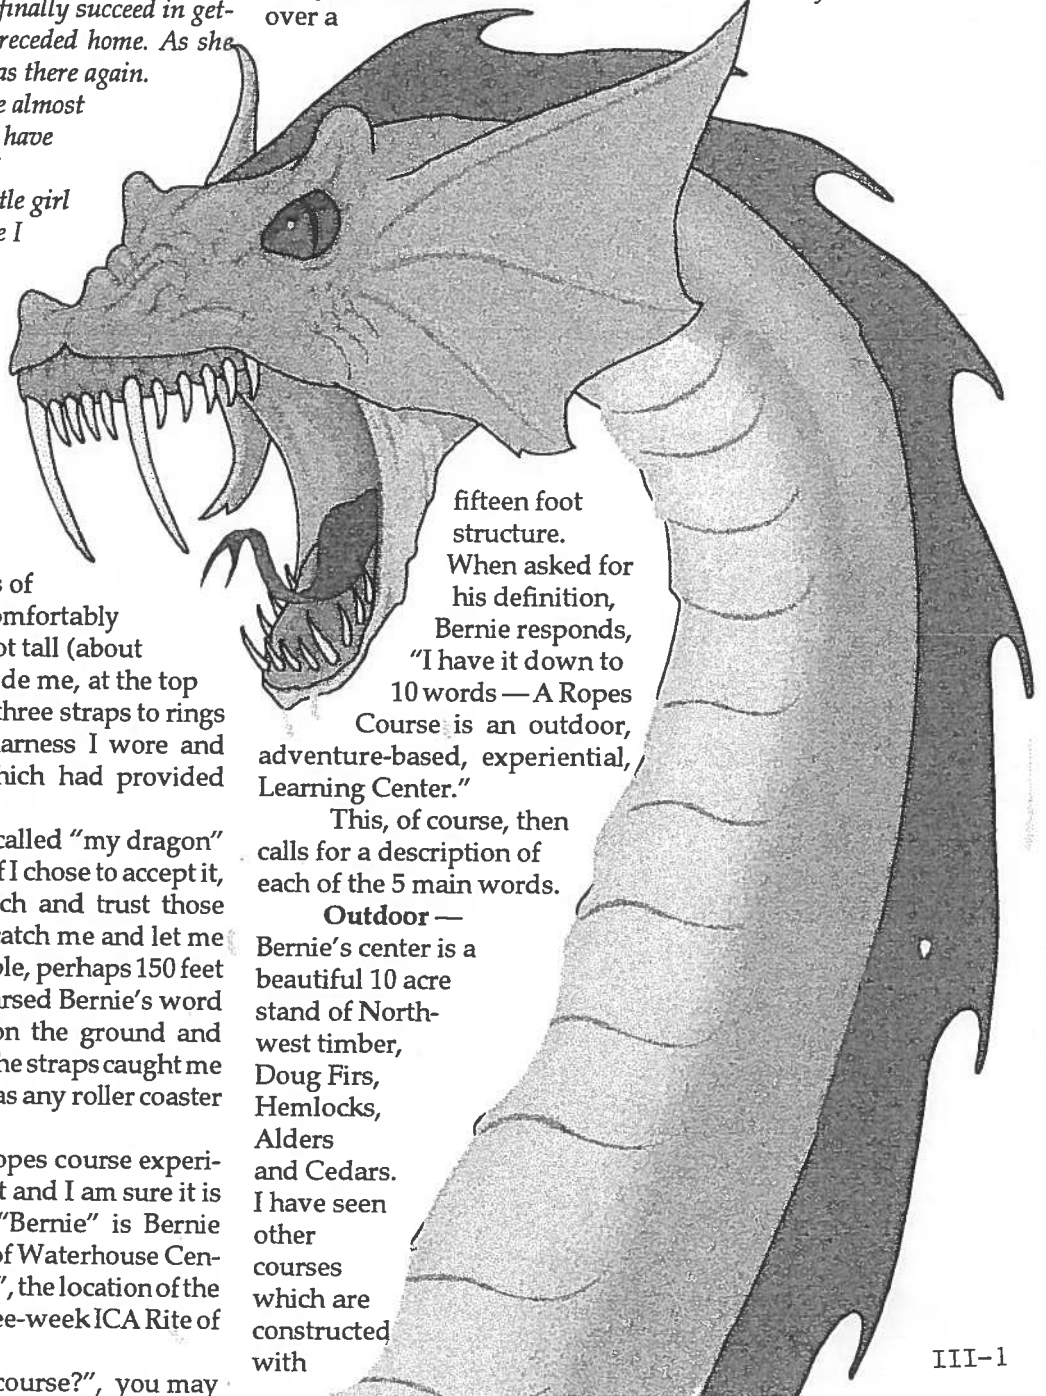 finally succeed in get-
receded home. As she
as there again.
e almost
have
tle girl
e I
s of
omfortably
ot tall (about
de me, at the top
three straps to rings
arness I wore and
hich had provided
called "my dragon"
f I chose to accept it,
ch and trust those
atch me and let me
ole, perhaps 150 feet
rsed Bernie's word
on the ground and
he straps caught me
as any roller coaster
opes course experi-
t and I am sure it is
"Bernie" is Bernie
of Waterhouse Cen-
", the location of the
ee-week ICA Rite of
course?", you may
over a
fifteen foot
structure.
When asked for
his definition,
Bernie responds,
"I have it down to
10 words — A Ropes
Course is an outdoor,
adventure-based, experiential,
Learning Center."
This, of course, then
calls for a description of
each of the 5 main words.
Outdoor —
Bernie's center is a
beautiful 10 acre
stand of North-
west timber,
Doug Firs,
Hemlocks,
Alders
and Cedars.
I have seen
other
courses
which are
constructed
with
III-1